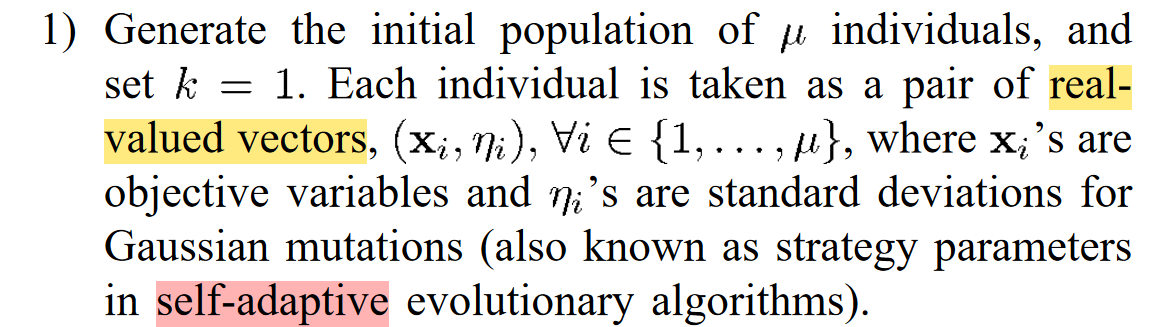 1) Generate the initial population of μ individuals, and
set k = 1. Each individual is taken as a pair of real-
valued vectors, (xᵢ, ηᵢ), ∀i ∈ {1, . . . , μ}, where xᵢ’s are
objective variables and ηᵢ’s are standard deviations for
Gaussian mutations (also known as strategy parameters
in self-adaptive evolutionary algorithms).